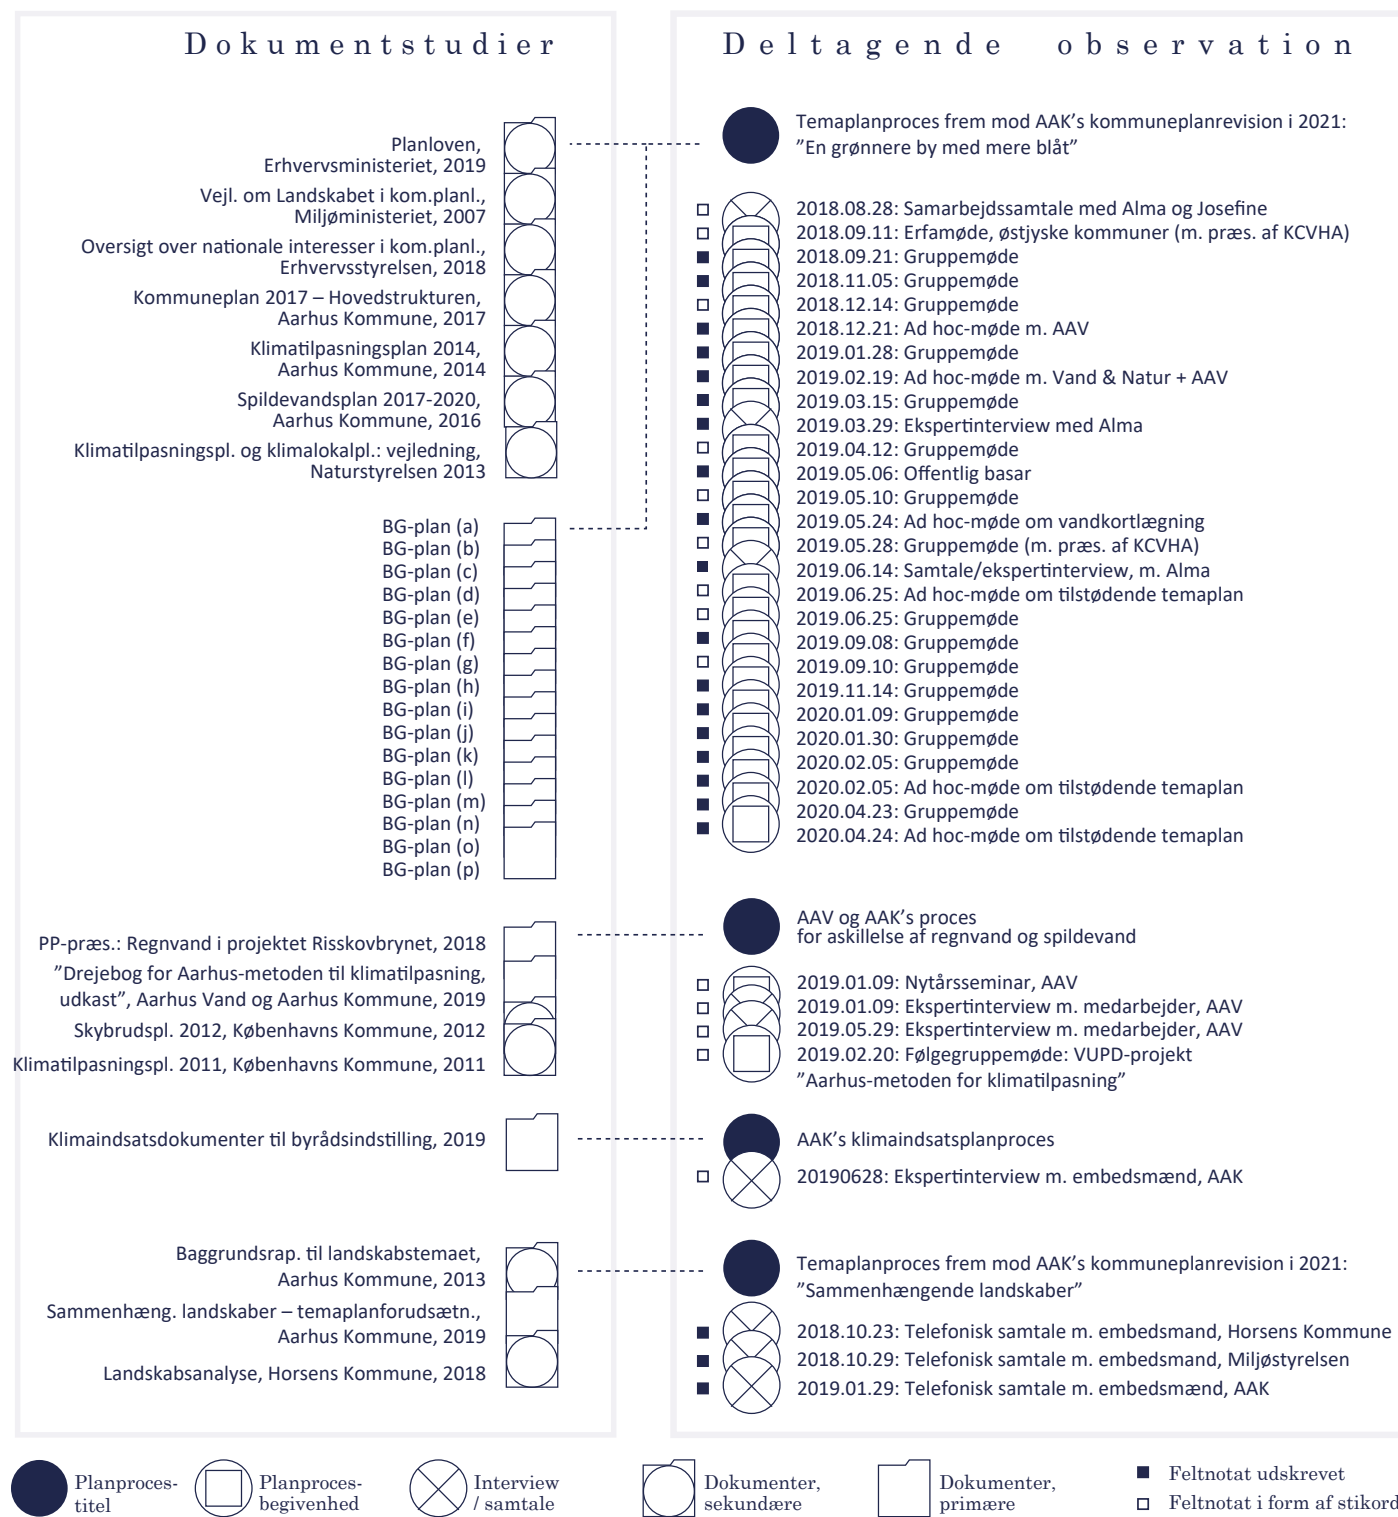 Dokumentstudier
Planloven,
Erhvervsministeriet, 2019
Vejl. om Landskabet i kom.planl.,
Miljøministeriet, 2007
Oversigt over nationale interesser i kom.planl.,
Erhvervsstyrelsen, 2018
Kommuneplan 2017 – Hovedstrukturen,
Aarhus Kommune, 2017
Klimatilpasningsplan 2014,
Aarhus Kommune, 2014
Spildevandsplan 2017-2020,
Aarhus Kommune, 2016
Klimatilpasningspl. og klimalokalpl.: vejledning,
Naturstyrelsen 2013
BG-plan (a)
BG-plan (b)
BG-plan (c)
BG-plan (d)
BG-plan (e)
BG-plan (f)
BG-plan (g)
BG-plan (h)
BG-plan (i)
BG-plan (j)
BG-plan (k)
BG-plan (l)
BG-plan (m)
BG-plan (n)
BG-plan (o)
BG-plan (p)
PP-præs.: Regnvand i projektet Risskovbrynet, 2018
”Drejebog for Aarhus-metoden til klimatilpasning,
udkast”, Aarhus Vand og Aarhus Kommune, 2019
Skybrudspl. 2012, Københavns Kommune, 2012
Klimatilpasningspl. 2011, Københavns Kommune, 2011
Klimaindsatsdokumenter til byrådsindstilling, 2019
Baggrundsrap. til landskabstemaet,
Aarhus Kommune, 2013
Sammenhæng. landskaber – temaplanforudsætn.,
Aarhus Kommune, 2019
Landskabsanalyse, Horsens Kommune, 2018
Deltagende observation
Temaplanproces frem mod AAK’s kommuneplanrevision i 2021:
”En grønnere by med mere blåt”
2018.08.28: Samarbejdssamtale med Alma og Josefine
2018.09.11: Erfamøde, østjyske kommuner (m. præs. af KCVHA)
2018.09.21: Gruppemøde
2018.11.05: Gruppemøde
2018.12.14: Gruppemøde
2018.12.21: Ad hoc-møde m. AAV
2019.01.28: Gruppemøde
2019.02.19: Ad hoc-møde m. Vand & Natur + AAV
2019.03.15: Gruppemøde
2019.03.29: Ekspertinterview med Alma
2019.04.12: Gruppemøde
2019.05.06: Offentlig basar
2019.05.10: Gruppemøde
2019.05.24: Ad hoc-møde om vandkortlægning
2019.05.28: Gruppemøde (m. præs. af KCVHA)
2019.06.14: Samtale/ekspertinterview, m. Alma
2019.06.25: Ad hoc-møde om tilstødende temaplan
2019.06.25: Gruppemøde
2019.09.08: Gruppemøde
2019.09.10: Gruppemøde
2019.11.14: Gruppemøde
2020.01.09: Gruppemøde
2020.01.30: Gruppemøde
2020.02.05: Gruppemøde
2020.02.05: Ad hoc-møde om tilstødende temaplan
2020.04.23: Gruppemøde
2020.04.24: Ad hoc-møde om tilstødende temaplan
AAV og AAK’s proces
for askillelse af regnvand og spildevand
2019.01.09: Nytårsseminar, AAV
2019.01.09: Ekspertinterview m. medarbejder, AAV
2019.05.29: Ekspertinterview m. medarbejder, AAV
2019.02.20: Følgegruppemøde: VUPD-projekt
”Aarhus-metoden for klimatilpasning”
AAK’s klimaindsatsplanproces
20190628: Ekspertinterview m. embedsmænd, AAK
Temaplanproces frem mod AAK’s kommuneplanrevision i 2021:
”Sammenhængende landskaber”
2018.10.23: Telefonisk samtale m. embedsmand, Horsens Kommune
2018.10.29: Telefonisk samtale m. embedsmand, Miljøstyrelsen
2019.01.29: Telefonisk samtale m. embedsmænd, AAK
Planproces-
titel
Planproces-
begivenhed
Interview
/ samtale
Dokumenter,
sekundære
Dokumenter,
primære
Feltnotat udskrevet
Feltnotat i form af stikord